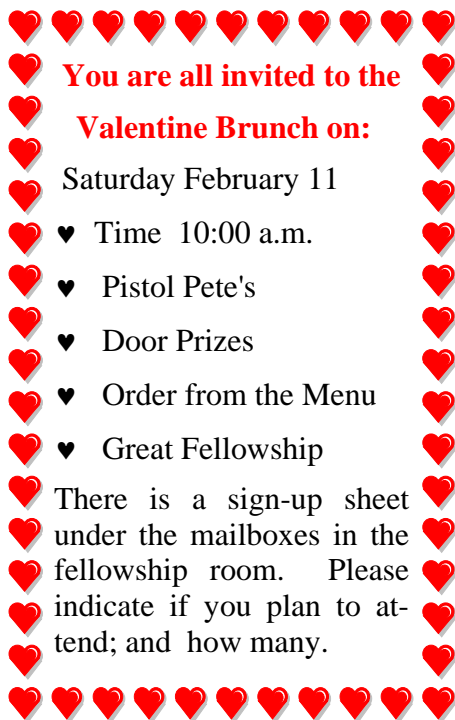 You are all invited to the
Valentine Brunch on:
Saturday February 11
♥ Time 10:00 a.m.
♥ Pistol Pete's
♥ Door Prizes
♥ Order from the Menu
♥ Great Fellowship
There is a sign-up sheet
under the mailboxes in the
fellowship room. Please
indicate if you plan to at-
tend; and how many.